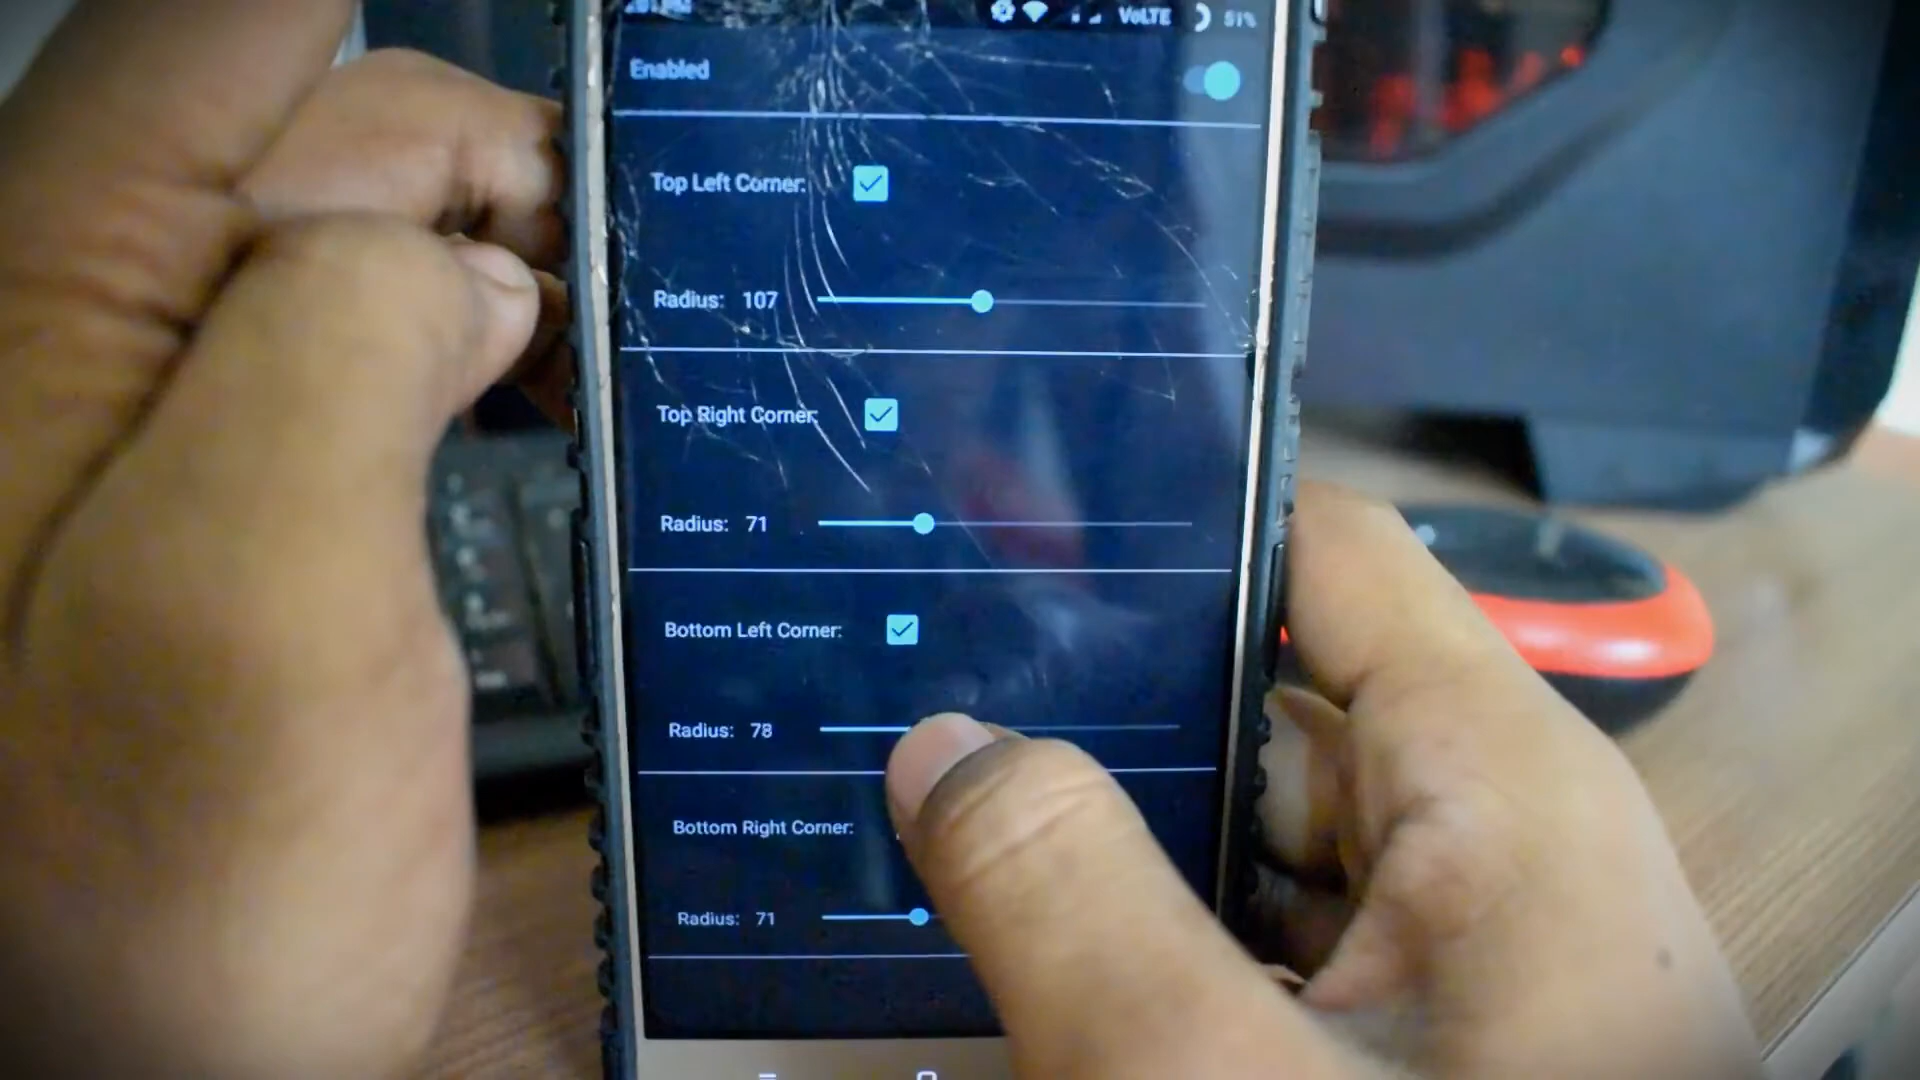 VoLTE 51%
Enabled
Top Left Corner:
Radius: 107
Top Right Corner:
Radius: 71
Bottom Left Corner:
Radius: 78
Bottom Right Corner:
Radius: 71